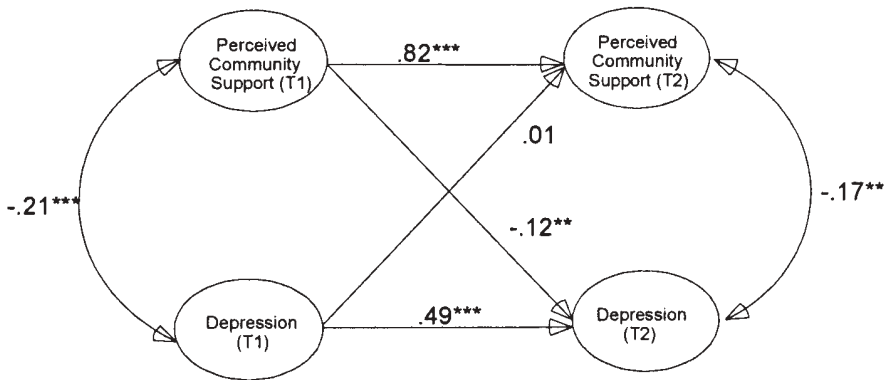 Perceived
Community
Support (T1)
.82***
Perceived
Community
Support (T2)
.01
-.21***
-.17**
-.12**
Depression
(T1)
.49***
Depression
(T2)